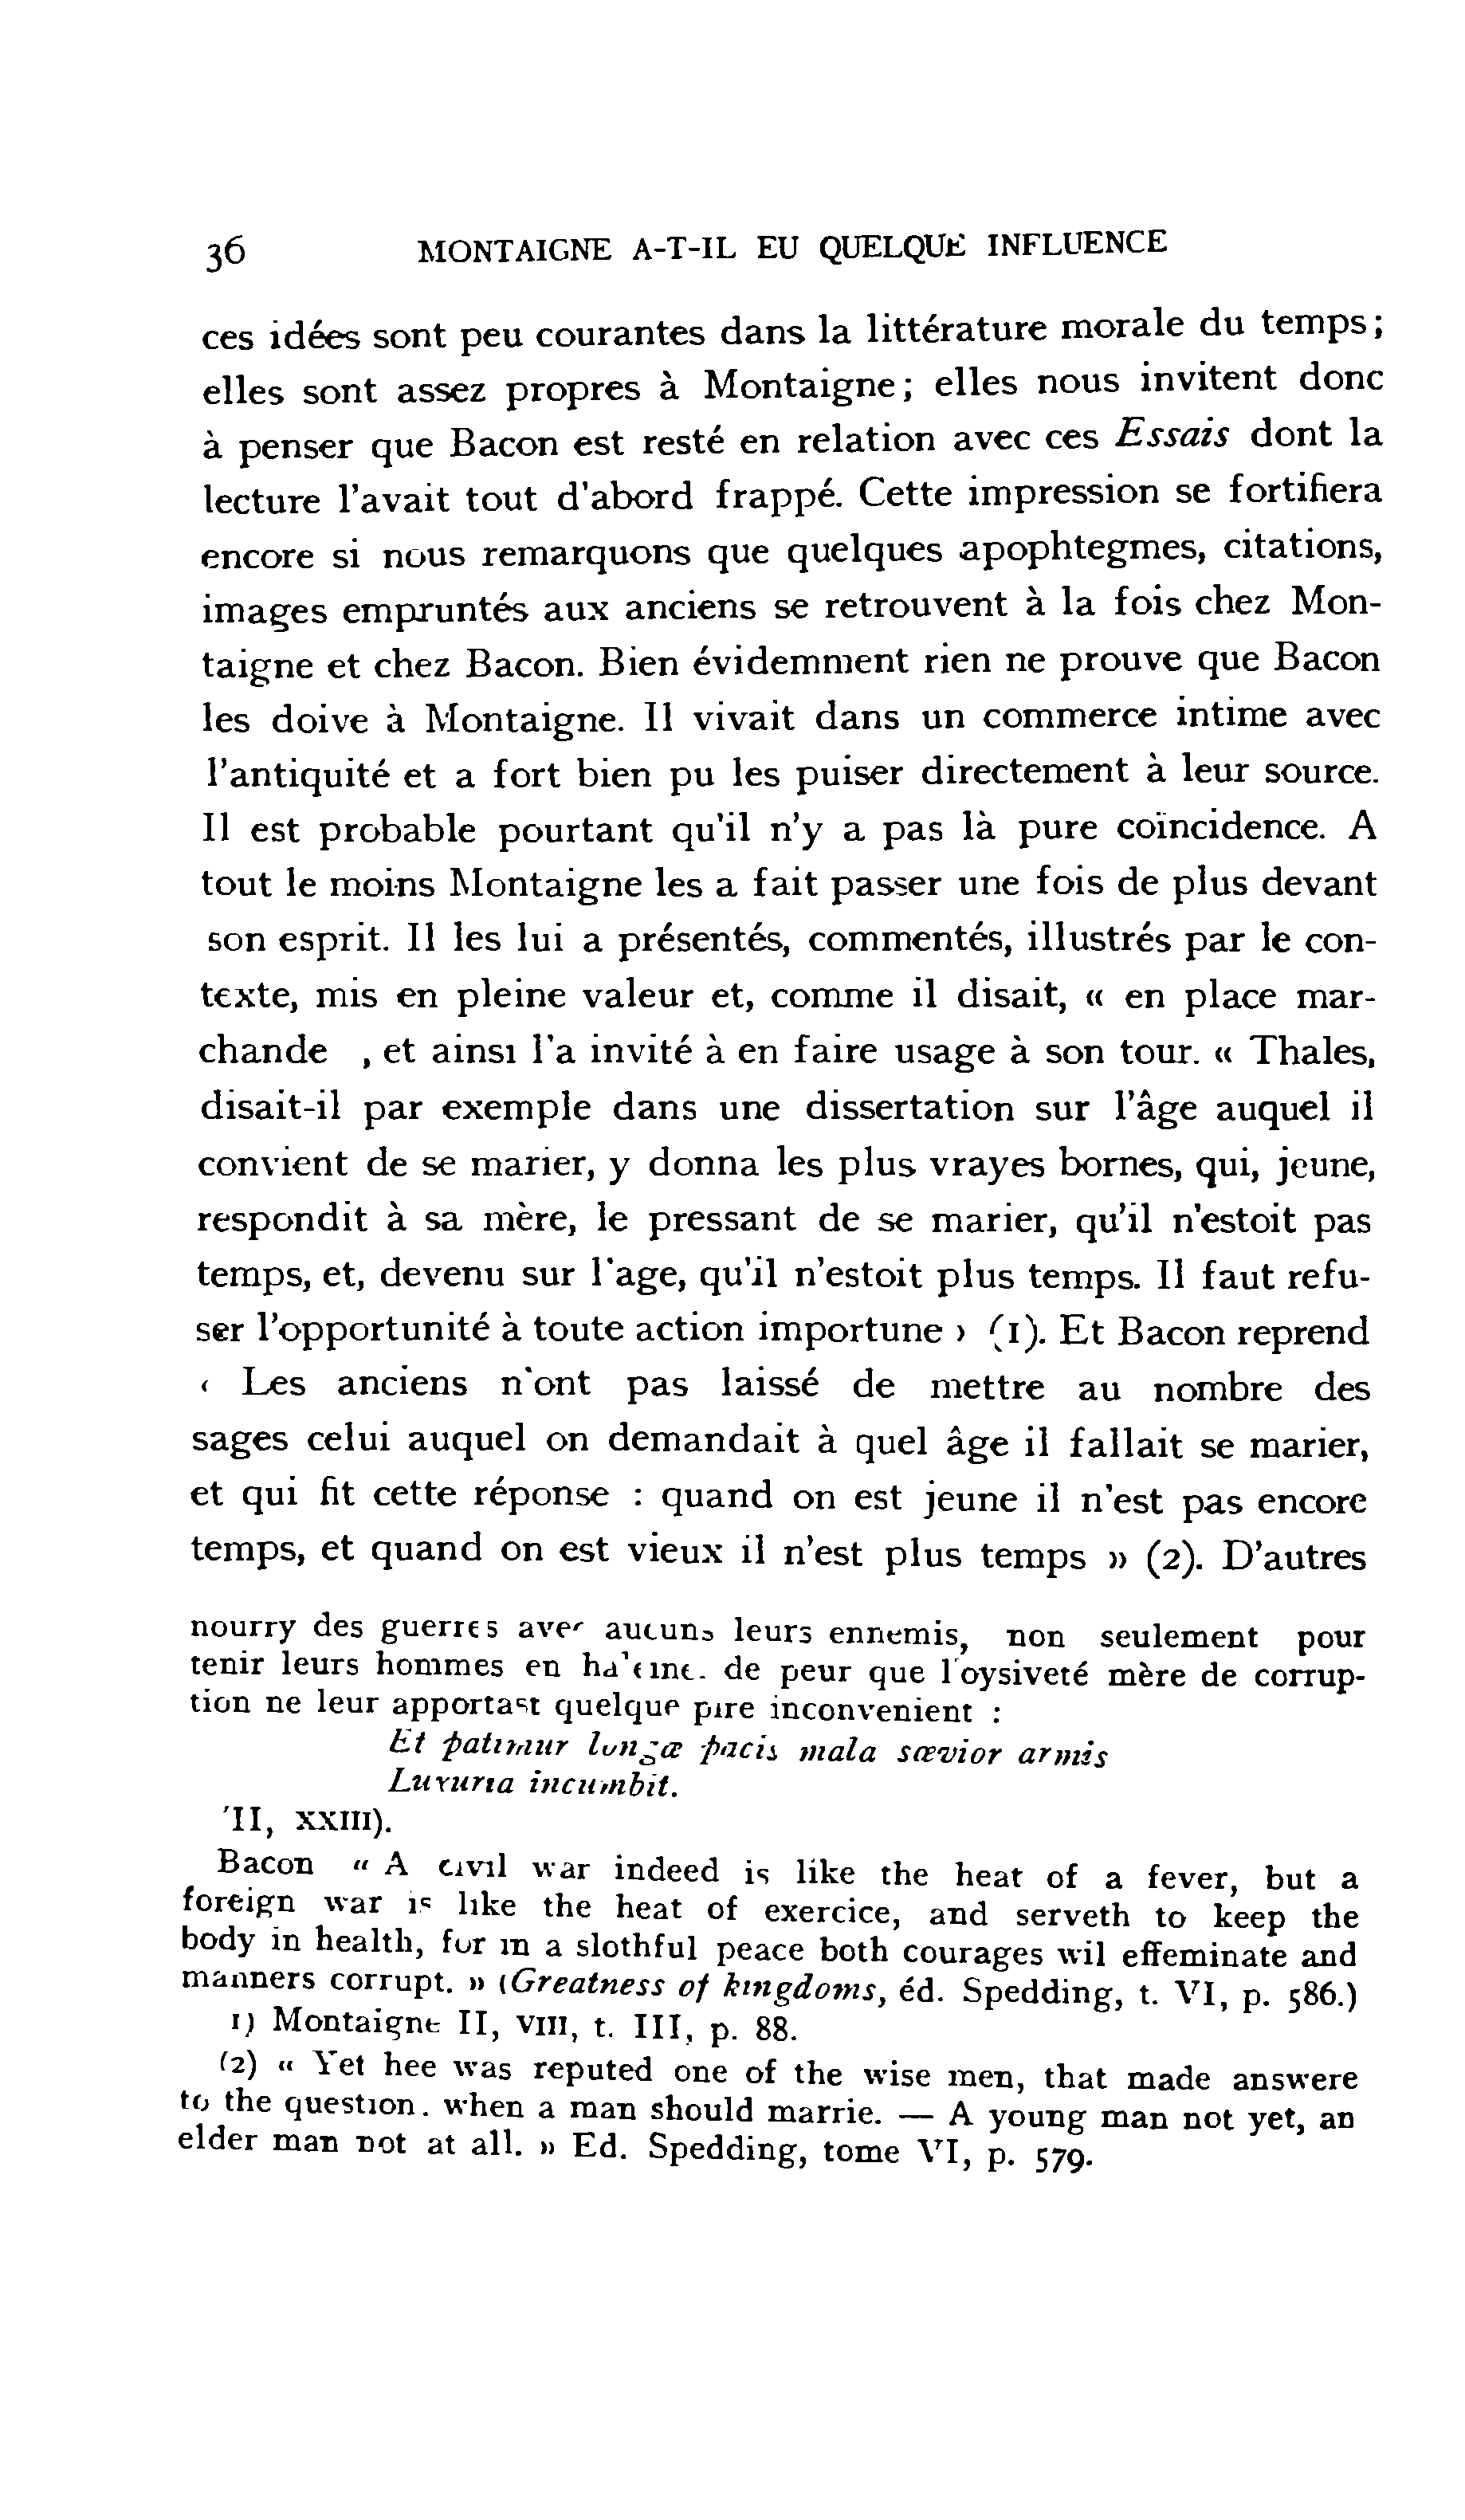 36 MONTAIGNE A-T-IL EU QUELQUE INFLUENCE
ces idées sont peu courantes dans la littérature morale du temps;
elles sont assez propres à Montaigne; elles nous invitent donc
à penser que Bacon est resté en relation avec ces Essais dont la
lecture l'avait tout d'abord frappé. Cette impression se fortifiera
encore si nous remarquons que quelques apophtegmes, citations,
images empruntés aux anciens se retrouvent à la fois chez Mon-
taigne et chez Bacon. Bien évidemment rien ne prouve que Bacon
les doive à Montaigne. Il vivait dans un commerce intime avec
l'antiquité et a fort bien pu les puiser directement à leur source.
Il est probable pourtant qu'il n'y a pas là pure coïncidence. A
tout le moins Montaigne les a fait passer une fois de plus devant
son esprit. Il les lui a présentés, commentés, illustrés par le con-
texte, mis en pleine valeur et, comme il disait, « en place mar-
chande , et ainsi l'a invité à en faire usage à son tour. « Thales,
disait-il par exemple dans une dissertation sur l'âge auquel il
convient de se marier, y donna les plus vrayes bornes, qui, jeune,
respondit à sa mère, le pressant de se marier, qu'il n'estoit pas
temps, et, devenu sur l'age, qu'il n'estoit plus temps. Il faut refu-
ser l'opportunité à toute action importune › (1). Et Bacon reprend
‹ Les anciens n'ont pas laissé de mettre au nombre des
sages celui auquel on demandait à quel âge il fallait se marier,
et qui fit cette réponse : quand on est jeune il n'est pas encore
temps, et quand on est vieux il n'est plus temps » (2). D'autres
nourry des guerres avec aucuns leurs ennemis, non seulement pour
tenir leurs hommes en haleine. de peur que l'oysiveté mère de corrup-
tion ne leur apportast quelque pire inconvenient :
Et patimur longæ pacis mala sævior armis
Luxuria incumbit.
'II, XXIII).
Bacon « A civil war indeed is like the heat of a fever, but a
foreign war is like the heat of exercice, and serveth to keep the
body in health, for in a slothful peace both courages wil effeminate and
manners corrupt. » (Greatness of kingdoms, éd. Spedding, t. VI, p. 586.)
1) Montaigne II, VIII, t. III, p. 88.
(2) « Yet hee was reputed one of the wise men, that made answere
to the question. when a man should marrie. — A young man not yet, an
elder man not at all. » Ed. Spedding, tome VI, p. 579.